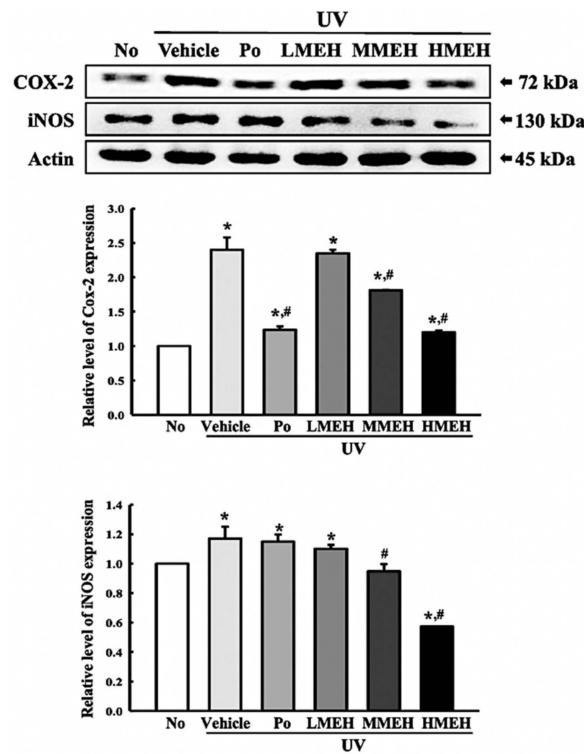 UV
No Vehicle Po LMEH MMEH HMEH
COX-2 72 kDa
iNOS 130 kDa
Actin 45 kDa
Relative level of Cox-2 expression
3.0
2.5
2.0
1.5
1.0
0.5
0.0
* *,# * *,# *,#
No Vehicle Po LMEH MMEH HMEH
UV
Relative level of iNOS expression
1.4
1.2
1.0
0.8
0.6
0.4
0.2
0.0
* * * # *,#
No Vehicle Po LMEH MMEH HMEH
UV